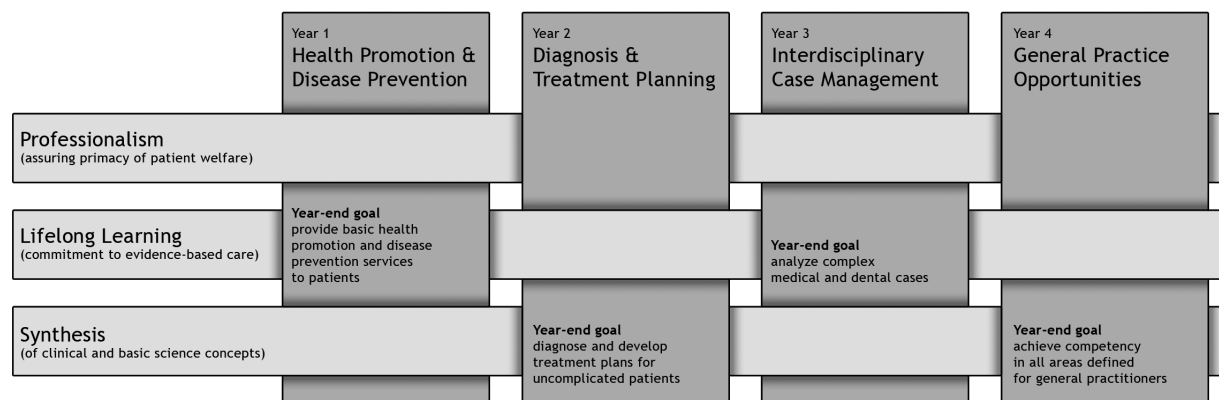 Year 1
Health Promotion &
Disease Prevention
Year 2
Diagnosis &
Treatment Planning
Year 3
Interdisciplinary
Case Management
Year 4
General Practice
Opportunities
Professionalism
(assuring primacy of patient welfare)
Lifelong Learning
(commitment to evidence-based care)
Synthesis
(of clinical and basic science concepts)
Year-end goal
provide basic health
promotion and disease
prevention services
to patients
Year-end goal
diagnose and develop
treatment plans for
uncomplicated patients
Year-end goal
analyze complex
medical and dental cases
Year-end goal
achieve competency
in all areas defined
for general practitioners